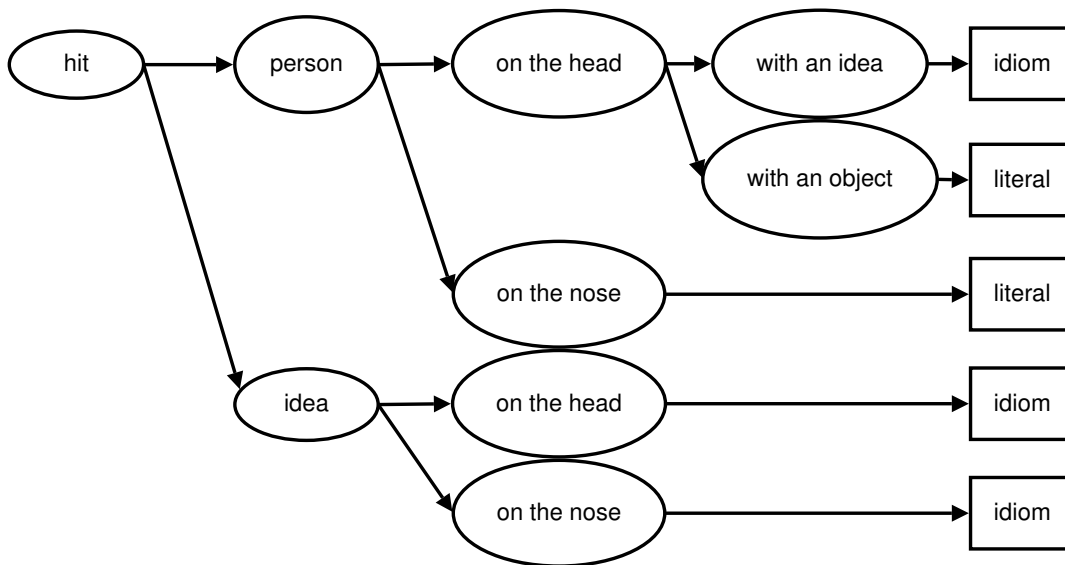 hit
person
on the head
with an idea
idiom
with an object
literal
on the nose
literal
idea
on the head
idiom
on the nose
idiom